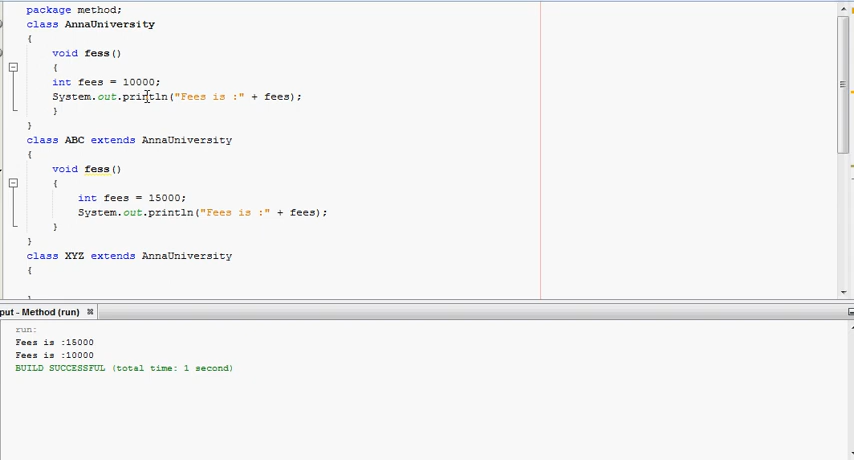 package method;
class AnnaUniversity
{
void fess()
{
int fees = 10000;
System.out.println("Fees is :" + fees);
}
}
class ABC extends AnnaUniversity
{
void fess()
{
int fees = 15000;
System.out.println("Fees is :" + fees);
}
}
class XYZ extends AnnaUniversity
{
put - Method (run)
run:
Fees is :15000
Fees is :10000
BUILD SUCCESSFUL (total time: 1 second)